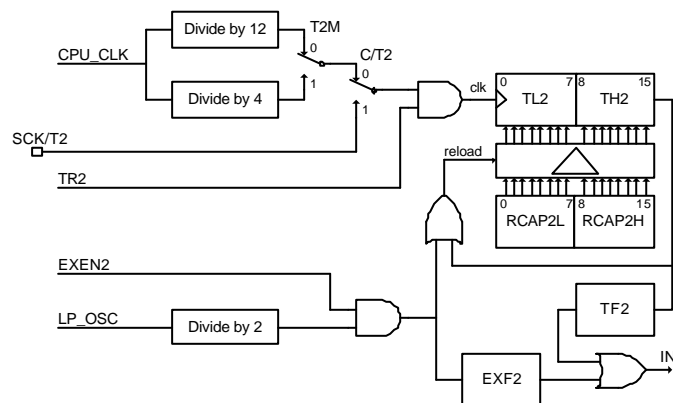 Divide by 12
T2M
CPU_CLK
0
C/T2
1
0
Divide by 4
1
clk
0 7 8 15
TL2 TH2
SCK/T2
reload
TR2
0 7 8 15
RCAP2L RCAP2H
EXEN2
LP_OSC
Divide by 2
TF2
EXF2
IN